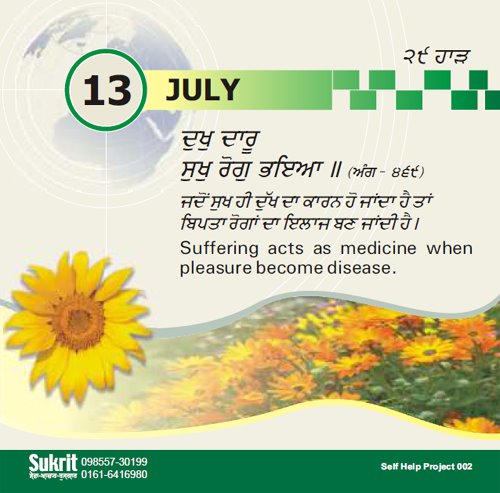 ੨੯ ਹਾੜ
13 JULY
ਦੁਖੁ ਦਾਰੂ
ਸੁਖੁ ਰੋਗੁ ਭਇਆ ॥ (ਅੰਗ - ੪੬੯)
ਜਦੋਂ ਸੁਖ ਹੀ ਦੁੱਖ ਦਾ ਕਾਰਨ ਹੋ ਜਾਂਦਾ ਹੈ ਤਾਂ
ਬਿਪਤਾ ਰੋਗਾਂ ਦਾ ਇਲਾਜ ਬਣ ਜਾਂਦੀ ਹੈ।
Suffering acts as medicine when
pleasure become disease.
Sukrit 098557-30199
0161-6416980
Self Help Project 002